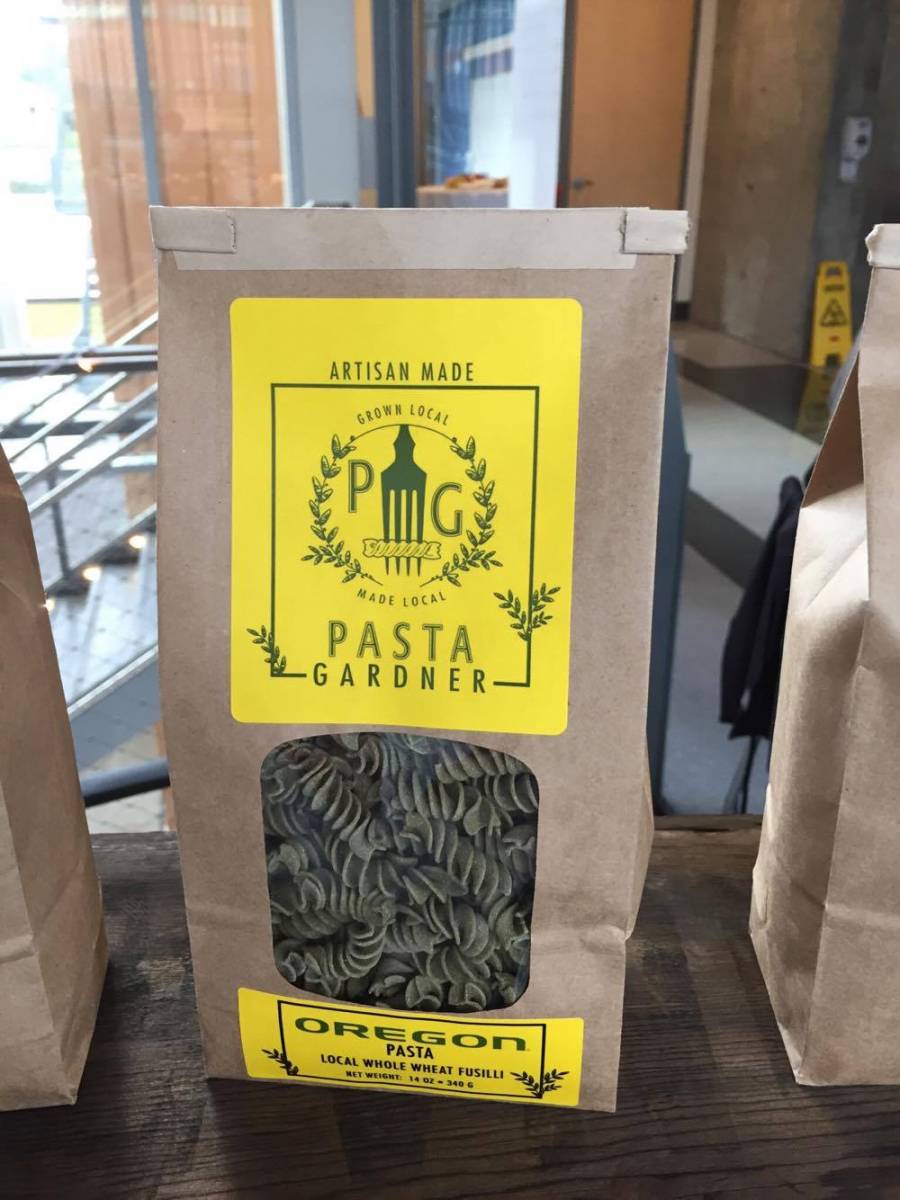 ARTISAN MADE
GROWN LOCAL
P G
MADE LOCAL
PASTA
GARDNER
OREGON
PASTA
LOCAL WHOLE WHEAT FUSILLI
NET WEIGHT: 14 OZ = 340 G